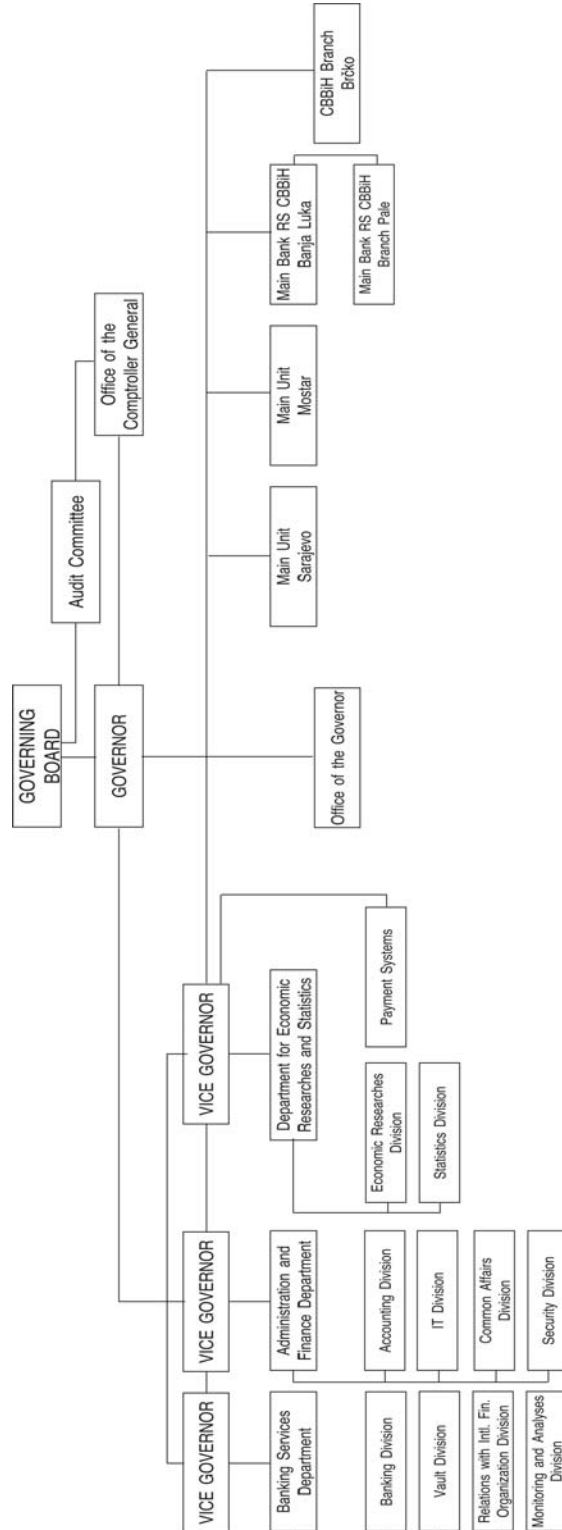 GOVERNING
BOARD
Audit Committee
Office of the
Comptroller General
GOVERNOR
VICE GOVERNOR
VICE GOVERNOR
VICE GOVERNOR
Banking Services
Department
Administration and
Finance Department
Department for Economic
Researches and Statistics
Main Unit
Sarajevo
Main Unit
Mostar
Main Bank RS CBBiH
Banja Luka
CBBiH Branch
Brčko
Office of the Governor
Main Bank RS CBBiH
Branch Pale
Banking Division
Accounting Division
Economic Researches
Division
Payment Systems
Vault Division
IT Division
Statistics Division
Relations with Intl. Fin.
Organization Division
Common Affairs
Division
Monitoring and Analyses
Division
Security Division